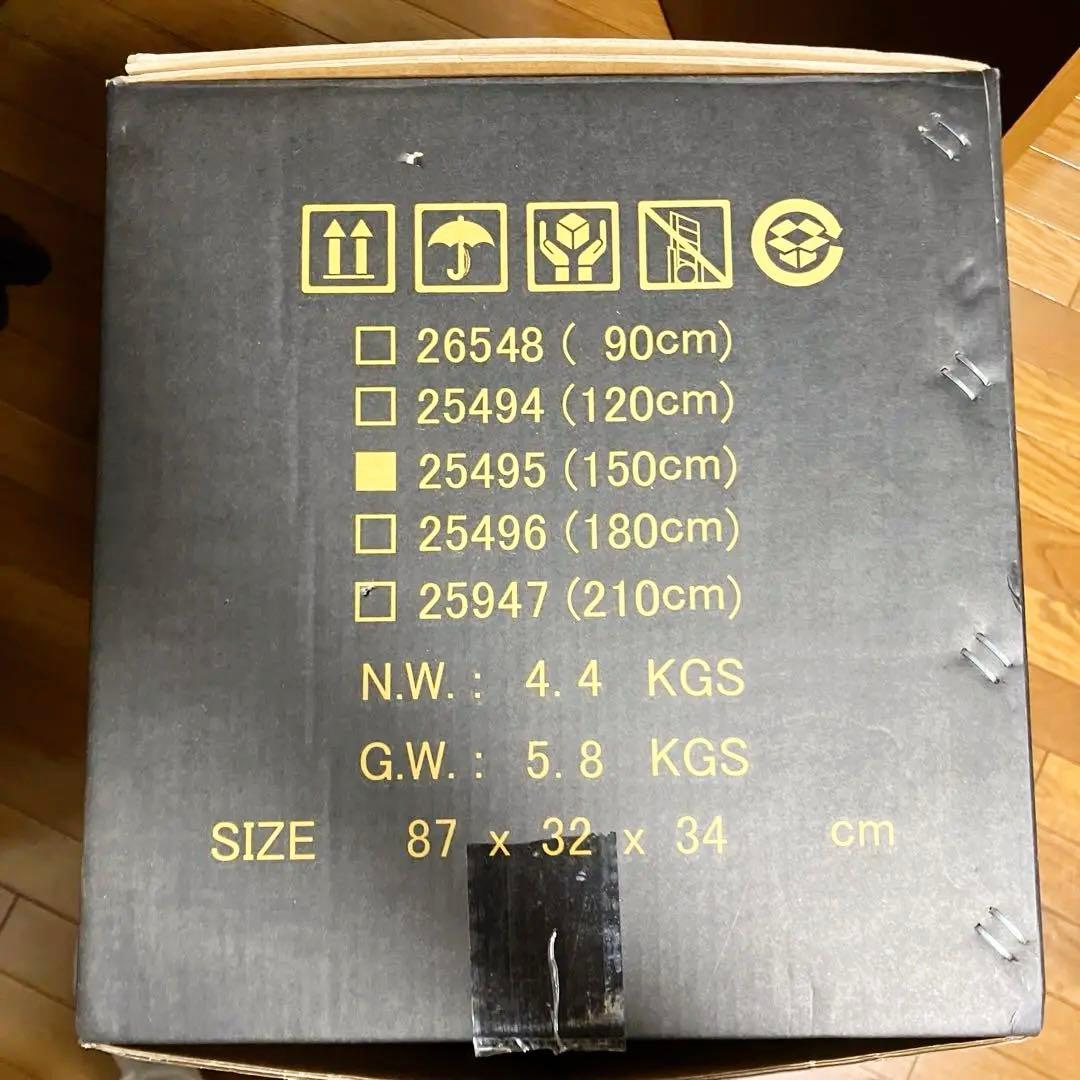 26548 ( 90cm)
25494 (120cm)
25495 (150cm)
25496 (180cm)
25947 (210cm)
N.W. : 4.4 KGS
G.W. : 5.8 KGS
SIZE 87 x 32 x 34 cm